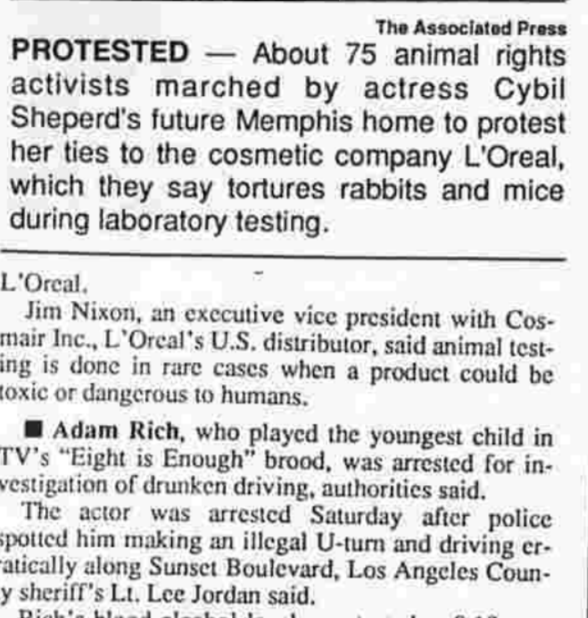 The Associated Press
PROTESTED — About 75 animal rights
activists marched by actress Cybil
Sheperd's future Memphis home to protest
her ties to the cosmetic company L'Oreal,
which they say tortures rabbits and mice
during laboratory testing.
L'Oreal.
Jim Nixon, an executive vice president with Cos-
mair Inc., L'Oreal's U.S. distributor, said animal test-
ing is done in rare cases when a product could be
toxic or dangerous to humans.
■ Adam Rich, who played the youngest child in
TV's "Eight is Enough" brood, was arrested for in-
vestigation of drunken driving, authorities said.
The actor was arrested Saturday after police
spotted him making an illegal U-turn and driving er-
ratically along Sunset Boulevard, Los Angeles Coun-
y sheriff's Lt. Lee Jordan said.